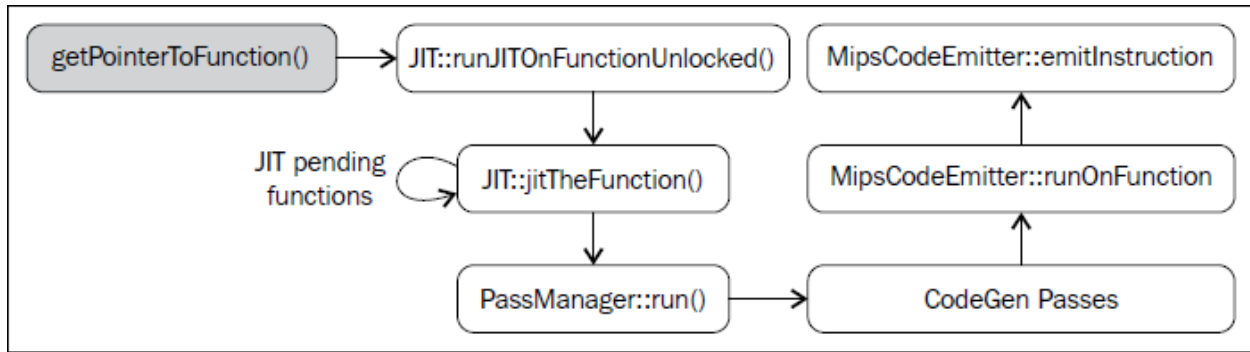 getPointerToFunction()
JIT::runJITOnFunctionUnlocked()
MipsCodeEmitter::emitInstruction
JIT pending
functions
JIT::jitTheFunction()
MipsCodeEmitter::runOnFunction
PassManager::run()
CodeGen Passes